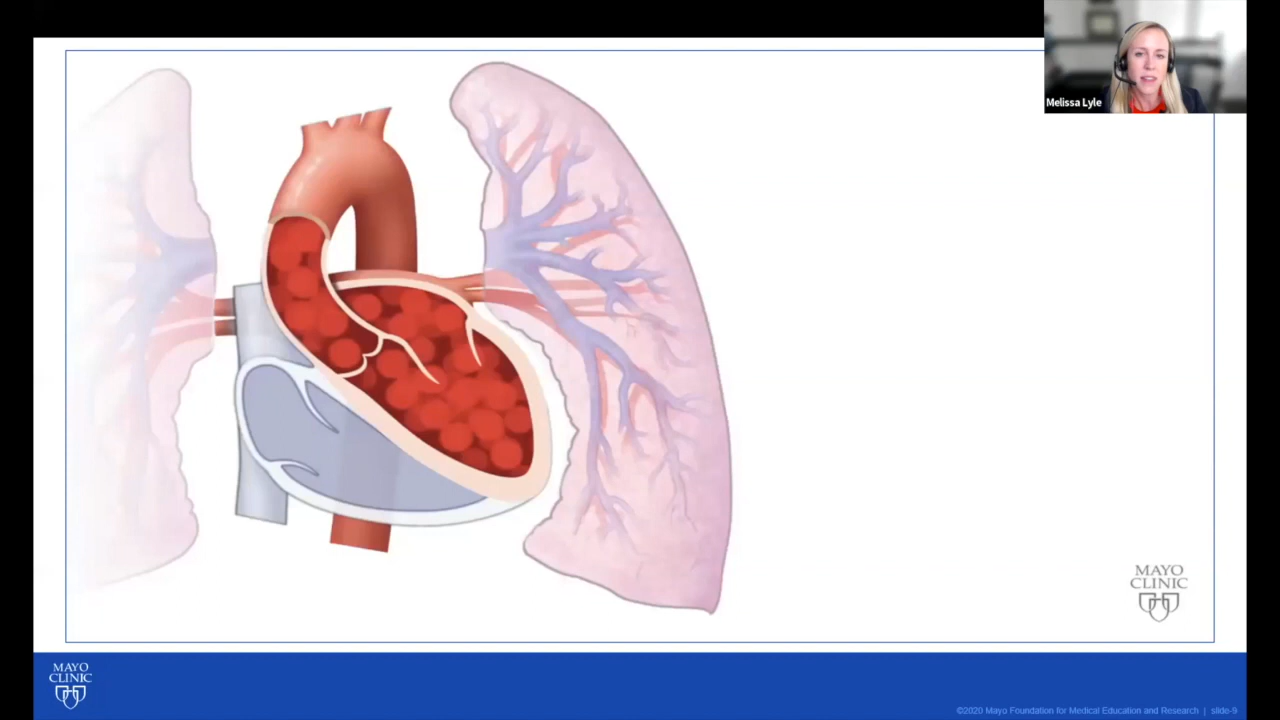 Melissa Lyle
MAYO
CLINIC
MAYO
CLINIC
©2020 Mayo Foundation for Medical Education and Research | slide-9